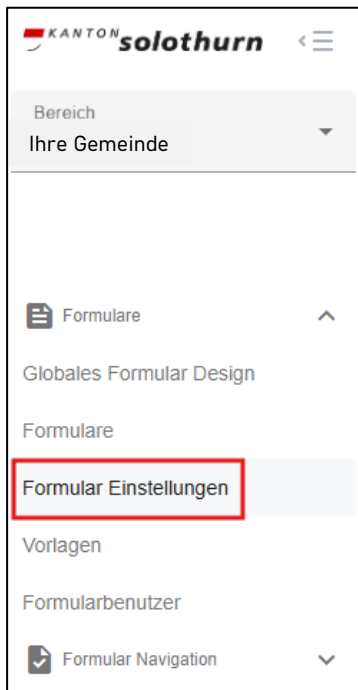 KANTON solothurn
Bereich
Ihre Gemeinde
Formulare
Globales Formular Design
Formulare
Formular Einstellungen
Vorlagen
Formularbenutzer
Formular Navigation